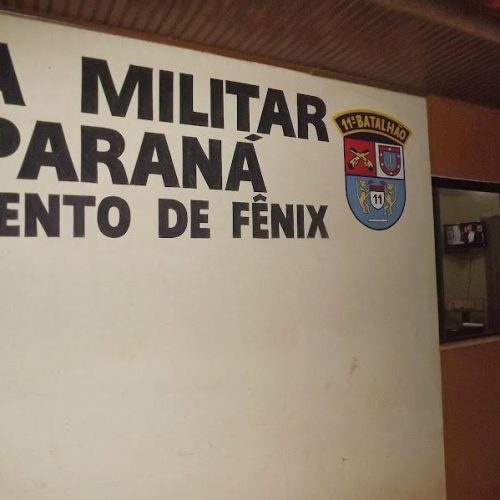 A MILITAR
PARANÁ
ENTO DE FÊNIX
11º BATALHÃO
11